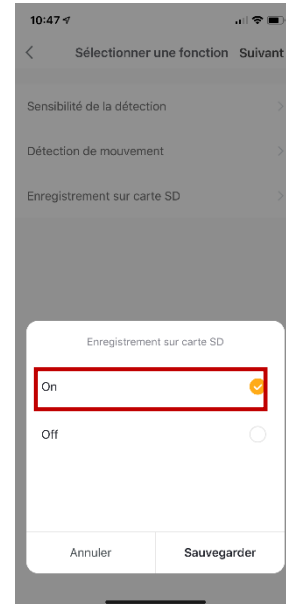 10:47
Sélectionner une fonction Suivant
Sensibilité de la détection
Détection de mouvement
Enregistrement sur carte SD
Enregistrement sur carte SD
On
Off
Annuler Sauvegarder